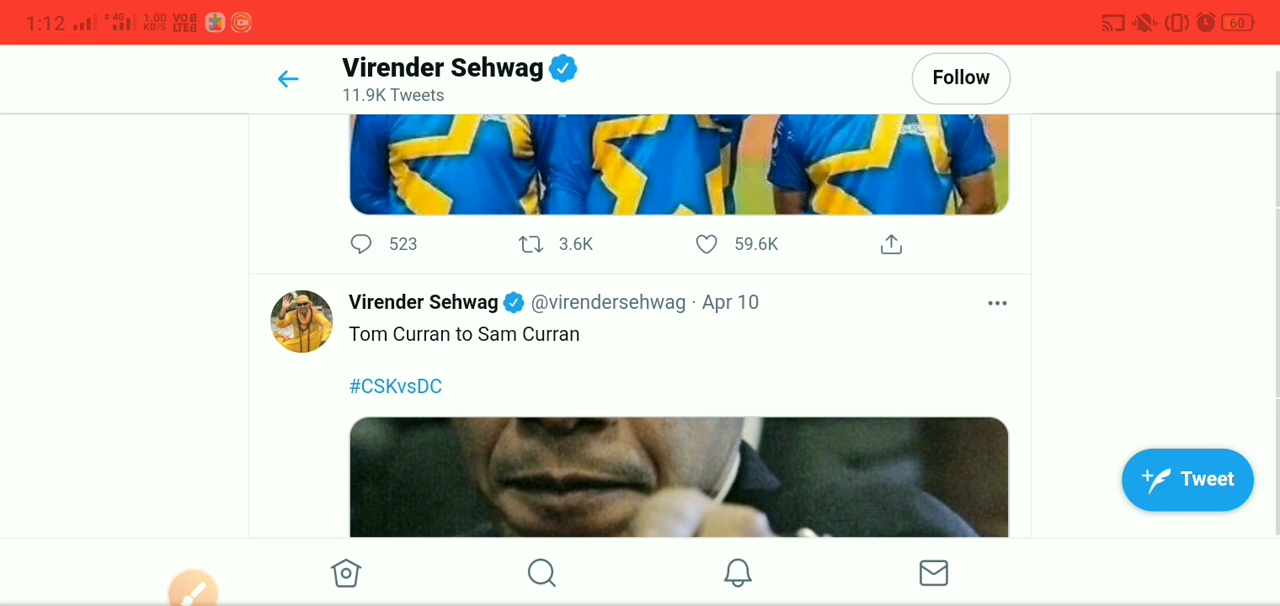 1:12 4G 1.00 KB/S VO LTE 60
Virender Sehwag
11.9K Tweets
Follow
523 3.6K 59.6K
Virender Sehwag @virendersehwag · Apr 10
Tom Curran to Sam Curran
#CSKvsDC
Tweet